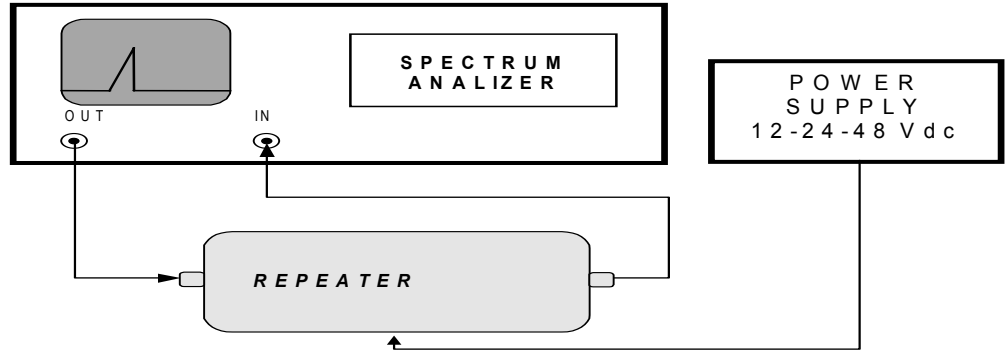 SPECTRUM
ANALIZER
OUT
IN
POWER
SUPPLY
12-24-48 Vdc
REPEATER